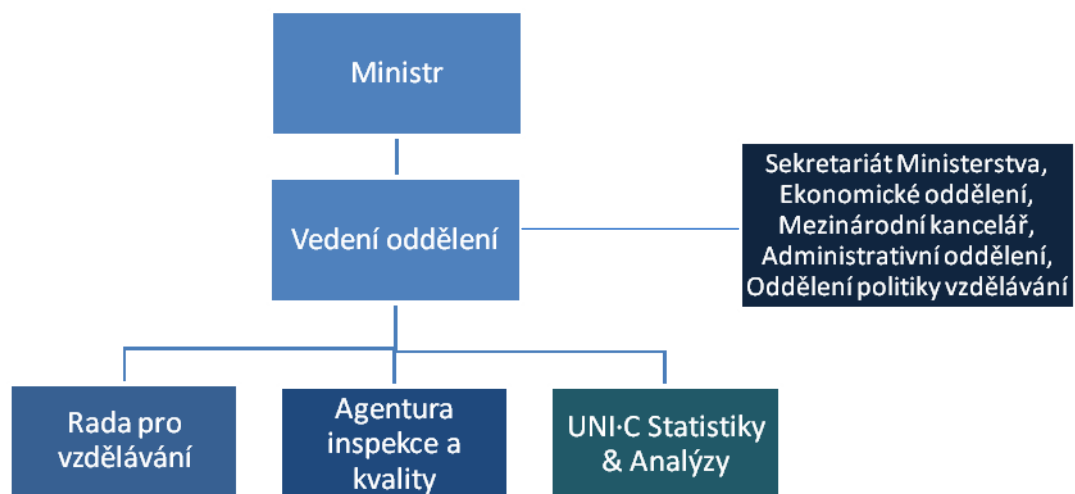 Ministr
Vedení oddělení
Sekretariát Ministerstva,
Ekonomické oddělení,
Mezinárodní kancelář,
Administrativní oddělení,
Oddělení politiky vzdělávání
Rada pro
vzdělávání
Agentura
inspekce a
kvality
UNI·C Statistiky
& Analýzy